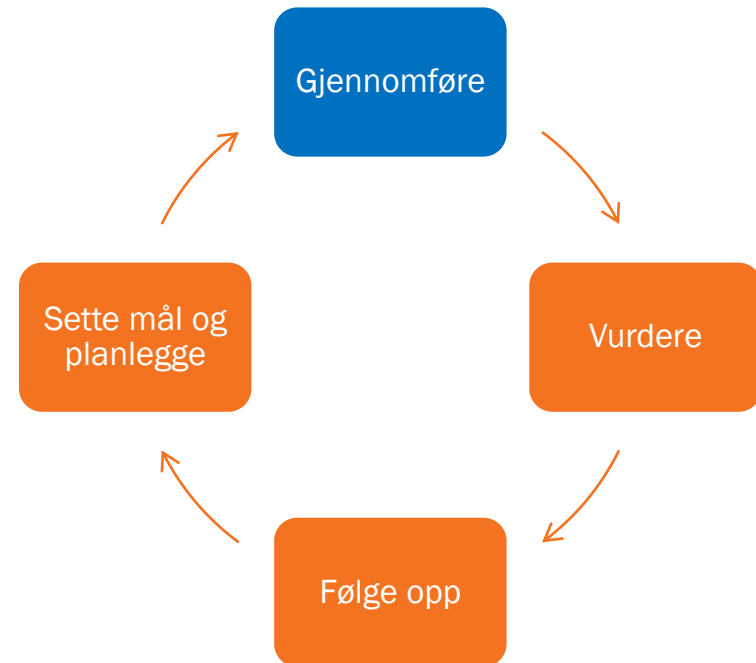 Gjennomføre
Sette mål og
planlegge
Vurdere
Følge opp